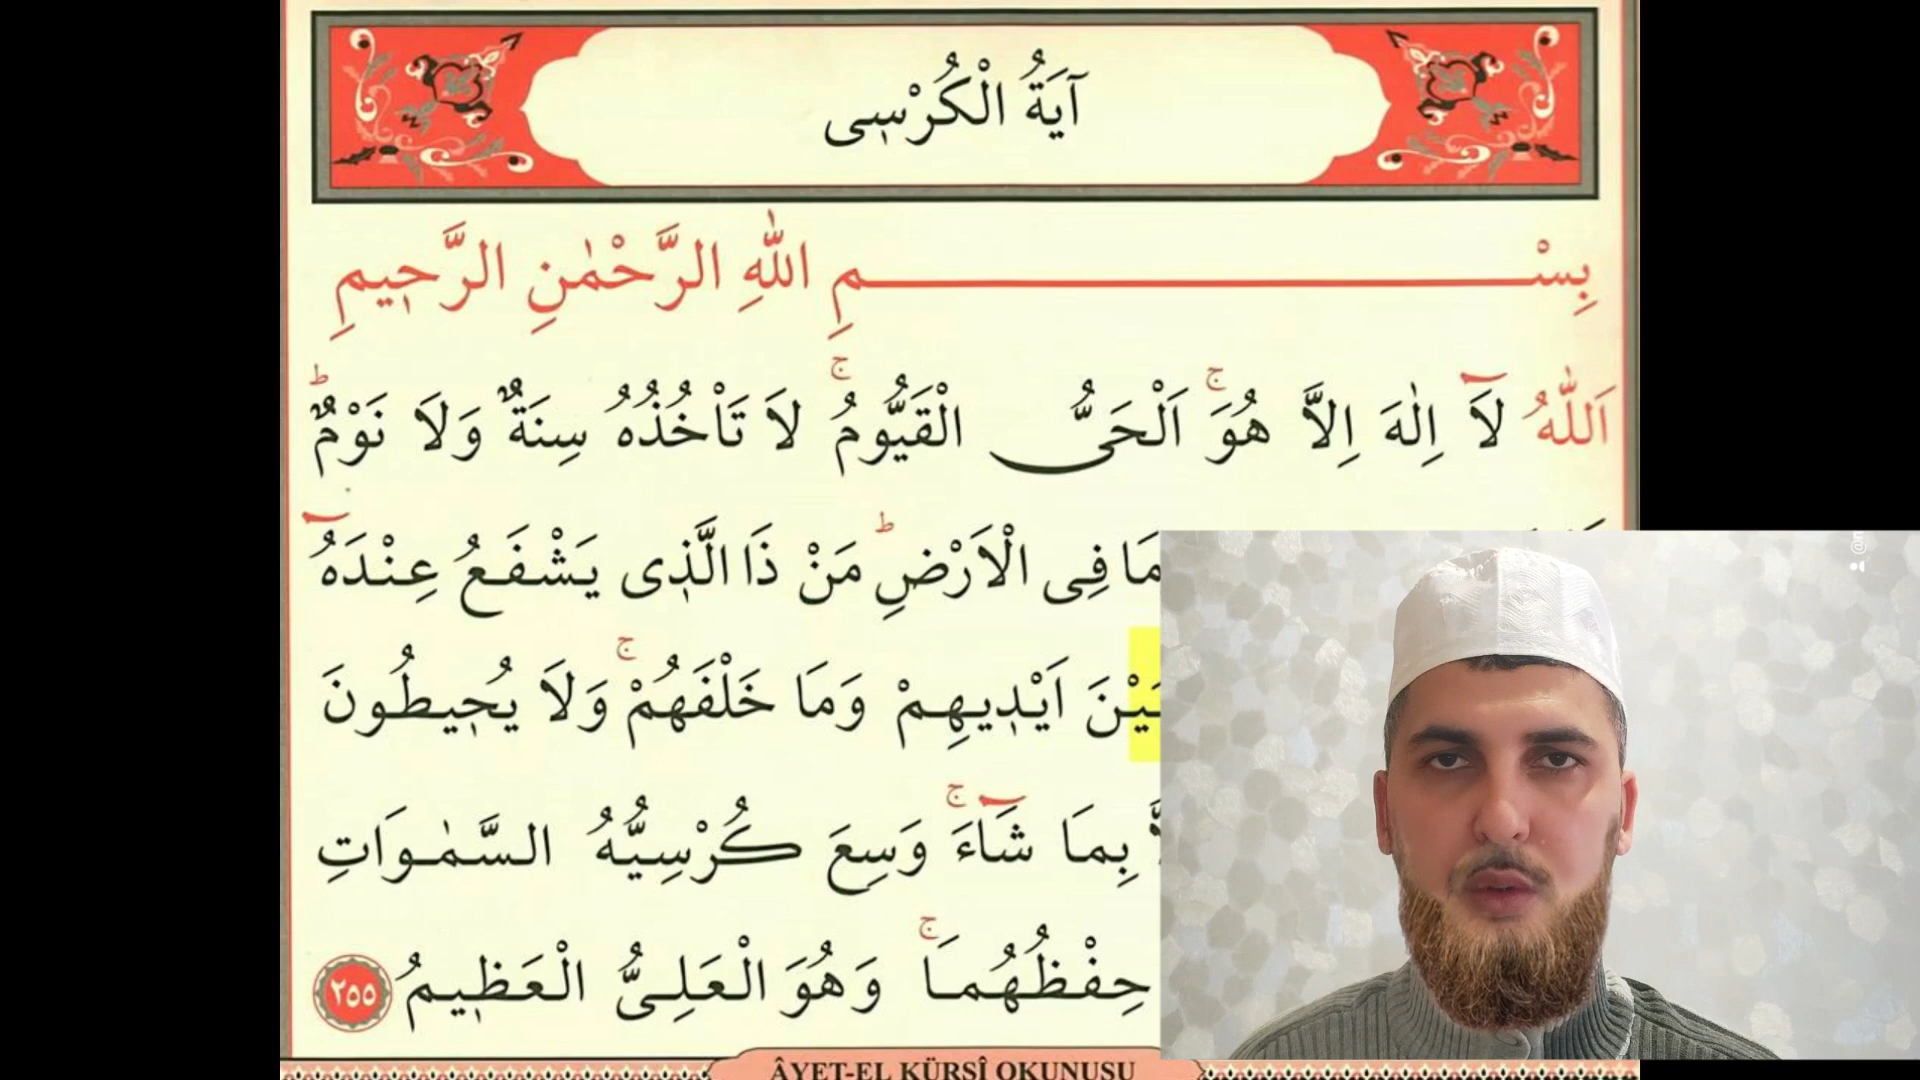 آيَةُ الْكُرْسِى
بِسْمِ اللّٰهِ الرَّحْمٰنِ الرَّحِيمِ
اَللّٰهُ لَٓا اِلٰهَ اِلَّا هُوَۚ اَلْحَىُّ الْقَيُّومُۚ لَا تَأْخُذُهُ سِنَةٌ وَلَا نَوْمٌؕ
مَا فِى الْاَرْضِؕ مَنْ ذَا الَّذِى يَشْفَعُ عِنْدَهُٓ
بَيْنَ اَيْدِيهِمْ وَمَا خَلْفَهُمْۚ وَلَا يُحِيطُونَ
بِمَا شَٓاءَۚ وَسِعَ كُرْسِيُّهُ السَّمٰوَاتِ
حِفْظُهُمَاۚ وَهُوَ الْعَلِىُّ الْعَظِيمُ ٢٥٥
ÂYET-EL KÜRSÎ OKUNUŞU